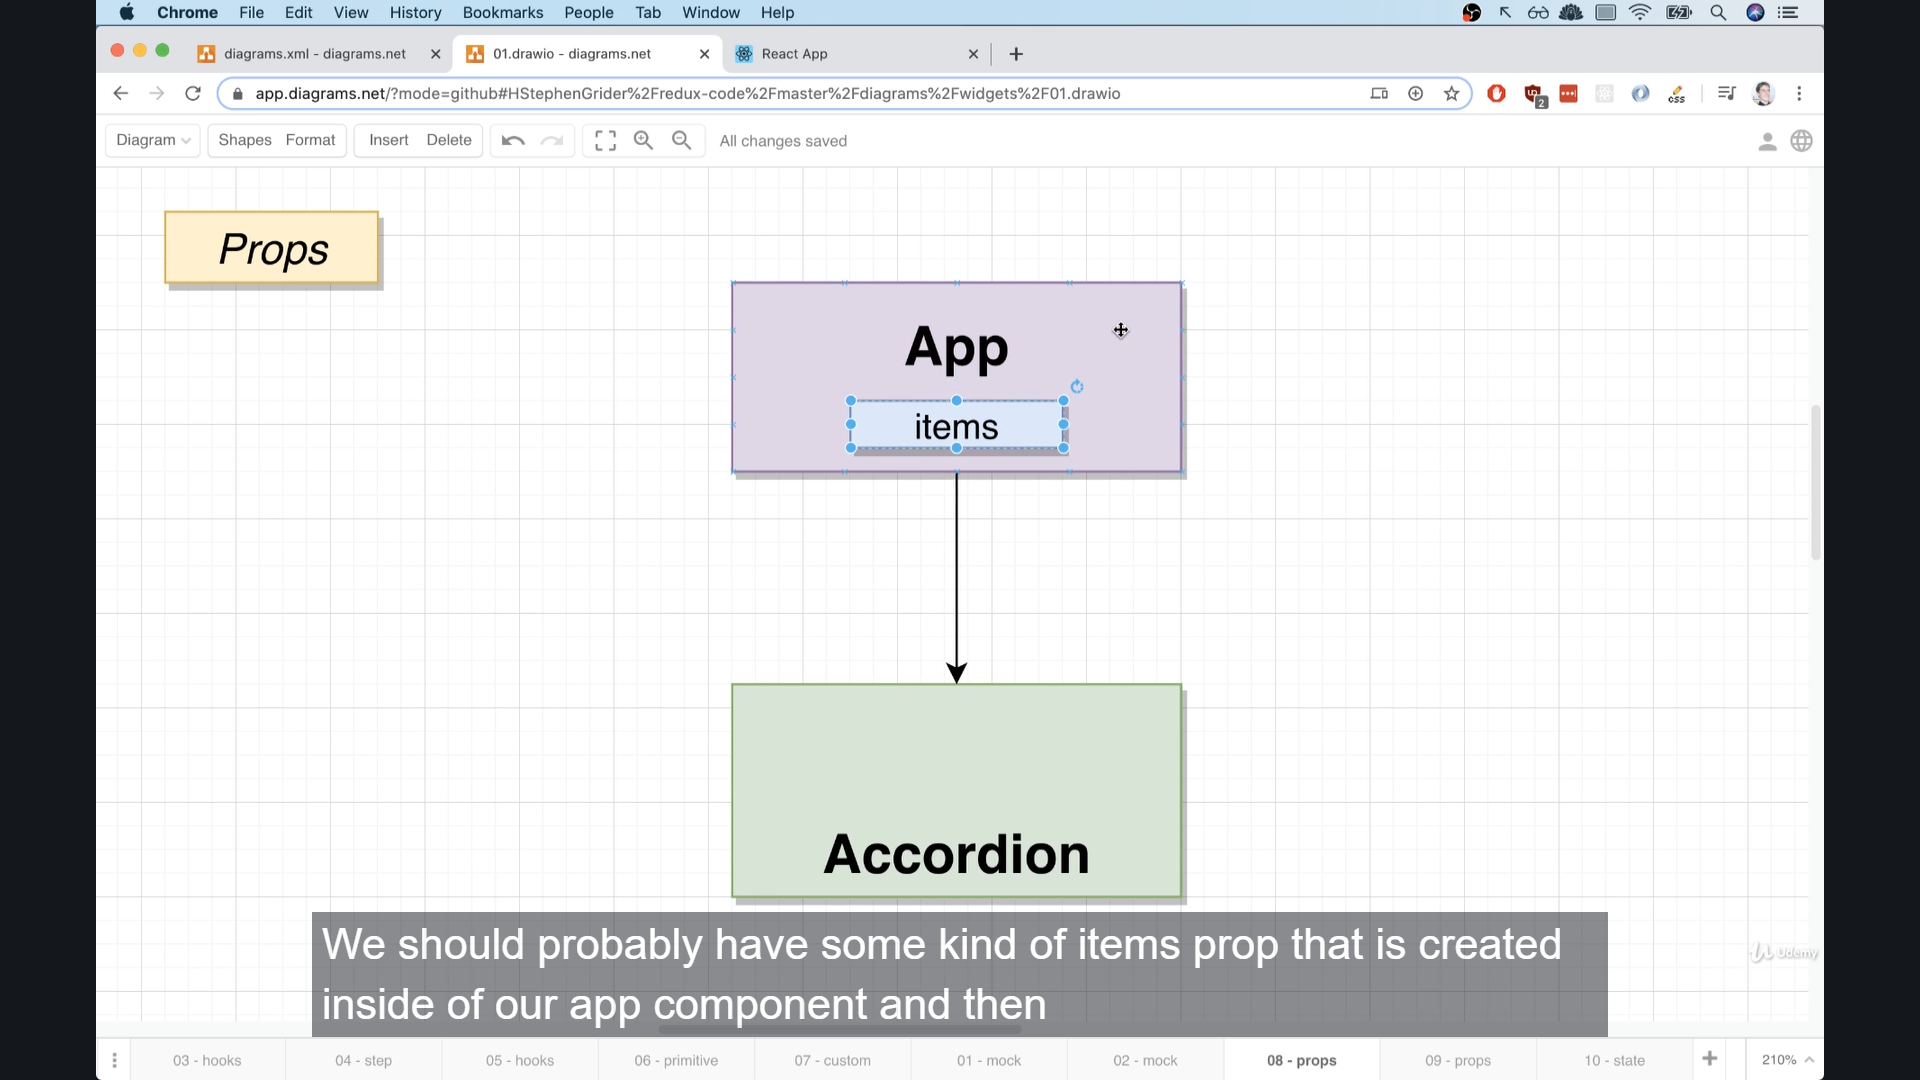 Chrome File Edit View History Bookmarks People Tab Window Help
diagrams.xml - diagrams.net
01.drawio - diagrams.net
React App
app.diagrams.net/?mode=github#HStephenGrider%2Fredux-code%2Fmaster%2Fdiagrams%2Fwidgets%2F01.drawio
2
css
Diagram Shapes Format Insert Delete All changes saved
Props
App
items
Accordion
We should probably have some kind of items prop that is created
inside of our app component and then
Udemy
03 - hooks 04 - step 05 - hooks 06 - primitive 07 - custom 01 - mock 02 - mock 08 - props 09 - props 10 - state 210%